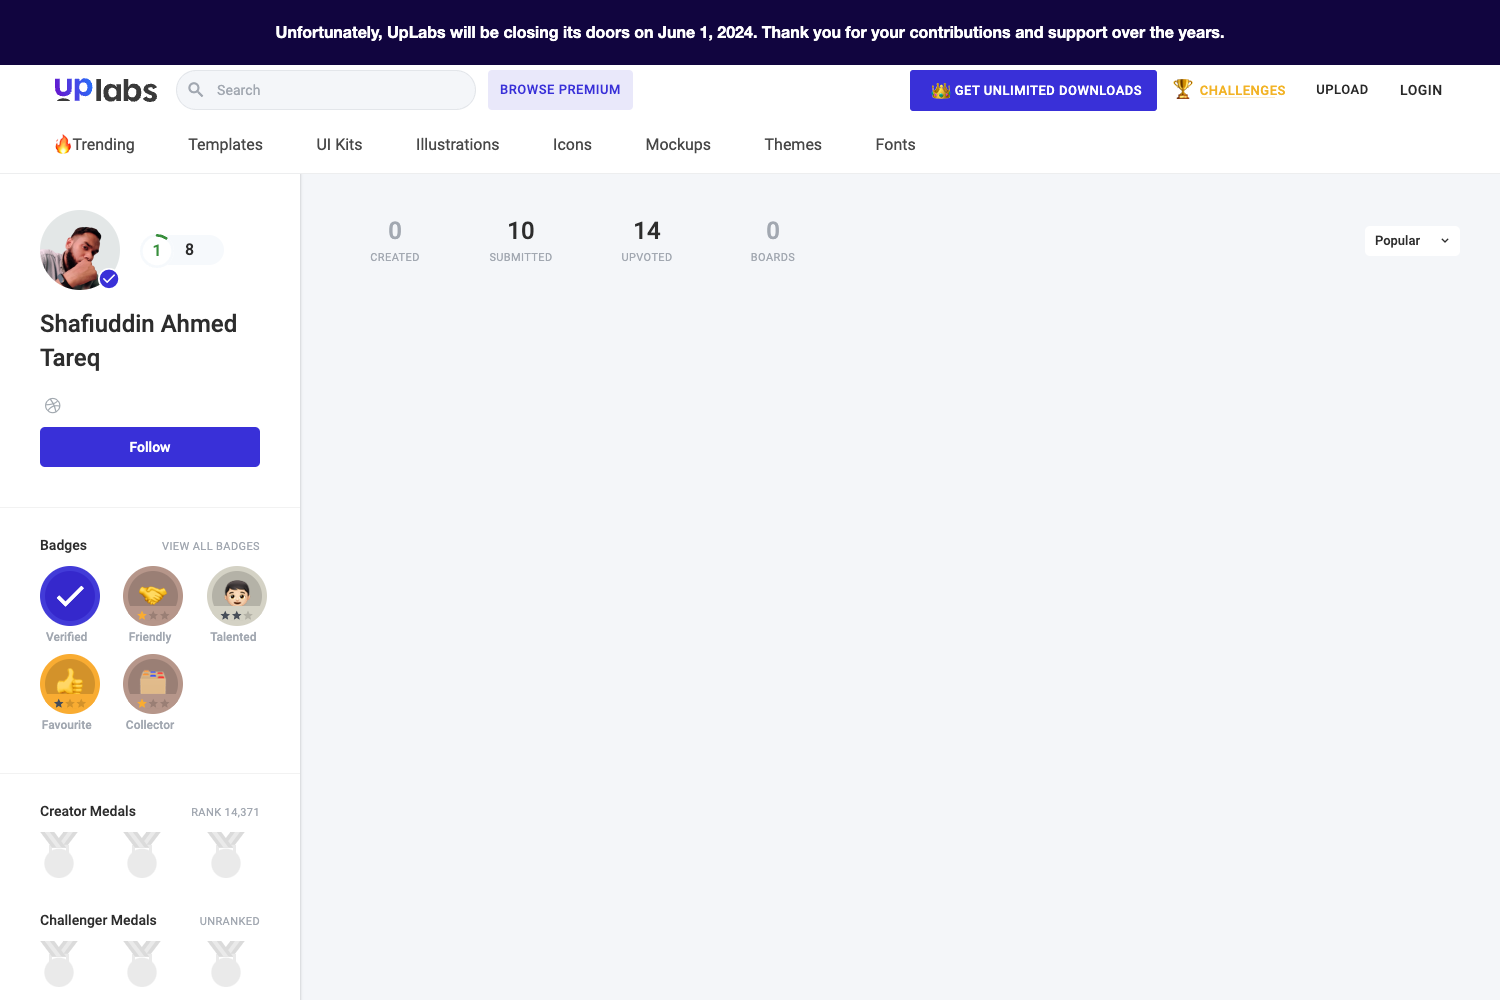 Unfortunately, UpLabs will be closing its doors on June 1, 2024. Thank you for your contributions and support over the years.
uplabs
Search
BROWSE PREMIUM
GET UNLIMITED DOWNLOADS
CHALLENGES
UPLOAD
LOGIN
Trending
Templates
UI Kits
Illustrations
Icons
Mockups
Themes
Fonts
1
8
Shafiuddin Ahmed
Tareq
Follow
0
CREATED
10
SUBMITTED
14
UPVOTED
0
BOARDS
Popular
Badges
VIEW ALL BADGES
Verified
Friendly
Talented
Favourite
Collector
Creator Medals
RANK 14,371
Challenger Medals
UNRANKED